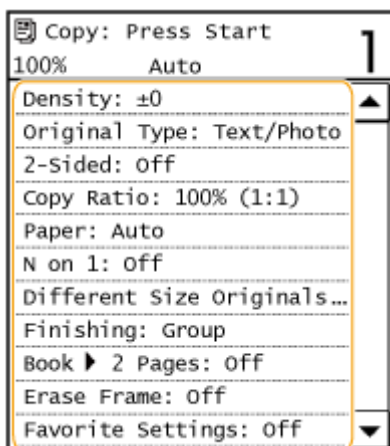 Copy: Press Start
100% Auto 1
Density: ±0
Original Type: Text/Photo
2-Sided: Off
Copy Ratio: 100% (1:1)
Paper: Auto
N on 1: Off
Different Size Originals...
Finishing: Group
Book ▶ 2 Pages: Off
Erase Frame: Off
Favorite Settings: Off